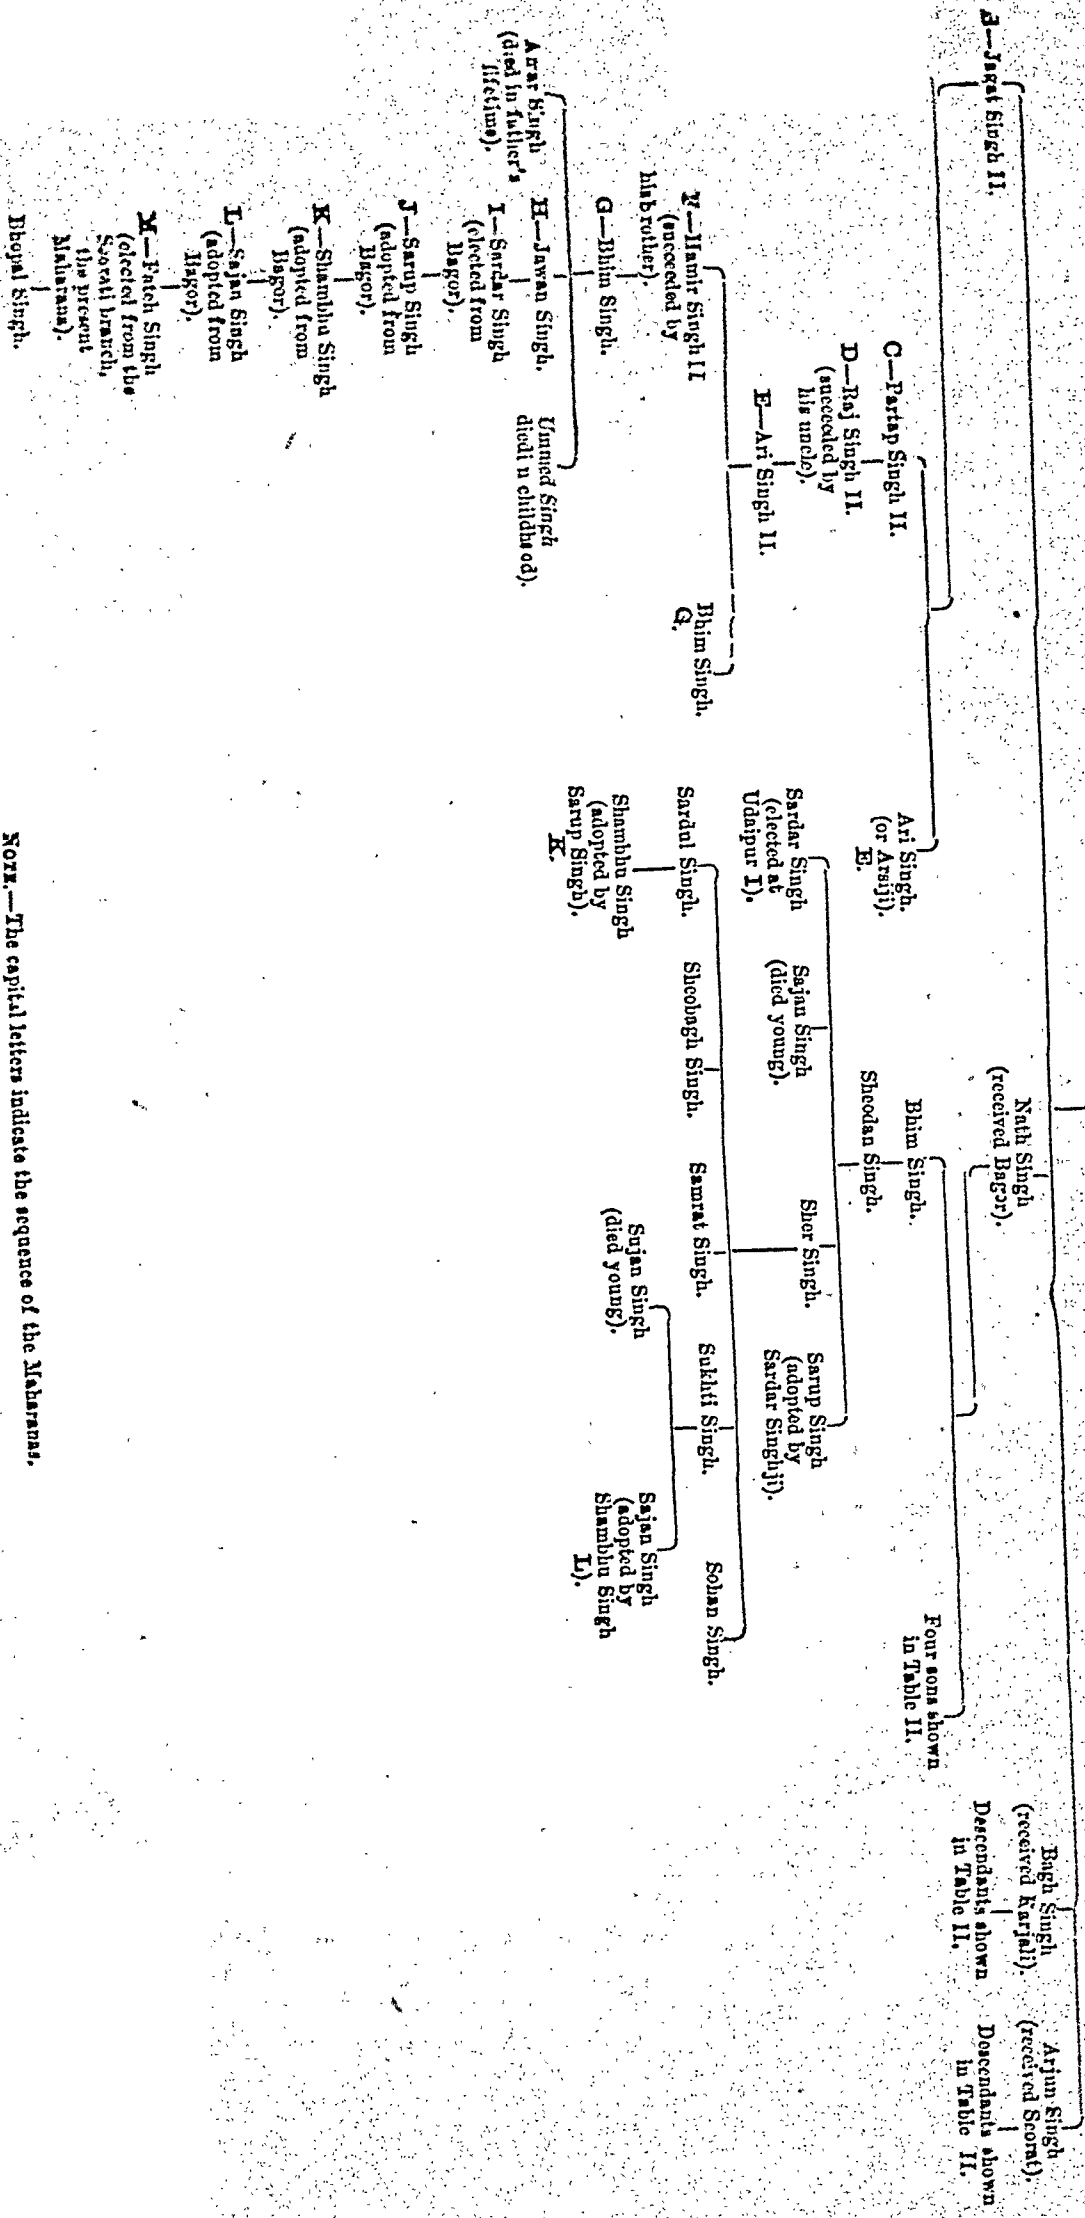 B—Jagat Singh II.
Nath Singh
(received Bagor).
Bagh Singh
(received Karjali).
Descendants shown
in Table II.
Arjun Singh
(received Seorat).
Descendants shown
in Table II.
C—Partap Singh II.
D—Raj Singh II.
(succeeded by
his uncle).
Ari Singh.
(or Arsiji).
E.
Bhim Singh.
Sheodan Singh.
Four sons shown
in Table II.
E—Ari Singh II.
Sardar Singh
(elected at
Udaipur I).
Sajan Singh
(died young).
Sher Singh.
Sarup Singh
(adopted by
Sardar Singhji).
F—Hamir Singh II
(succeeded by
his brother).
Bhim Singh.
G.
Sardul Singh.
Sheobagh Singh.
Samrat Singh.
Sukhti Singh.
Sohan Singh.
G—Bhim Singh.
Shambhu Singh
(adopted by
Sarup Singh).
K.
Sujan Singh
(died young).
Sajan Singh
(adopted by
Shambhu Singh
L).
Amar Singh
(died in father's
lifetime).
H—Jawan Singh.
Ummed Singh
diedi n childhood).
I—Sardar Singh
(elected from
Bagor).
J—Sarup Singh
(adopted from
Bagor).
K—Shambhu Singh
(adopted from
Bagor).
L—Sajan Singh
(adopted from
Bagor).
M—Fateh Singh
(elected from the
Seorati branch,
the present
Maharana).
Bhopal Singh.
NOTE.—The capital letters indicate the sequence of the Maharanas.